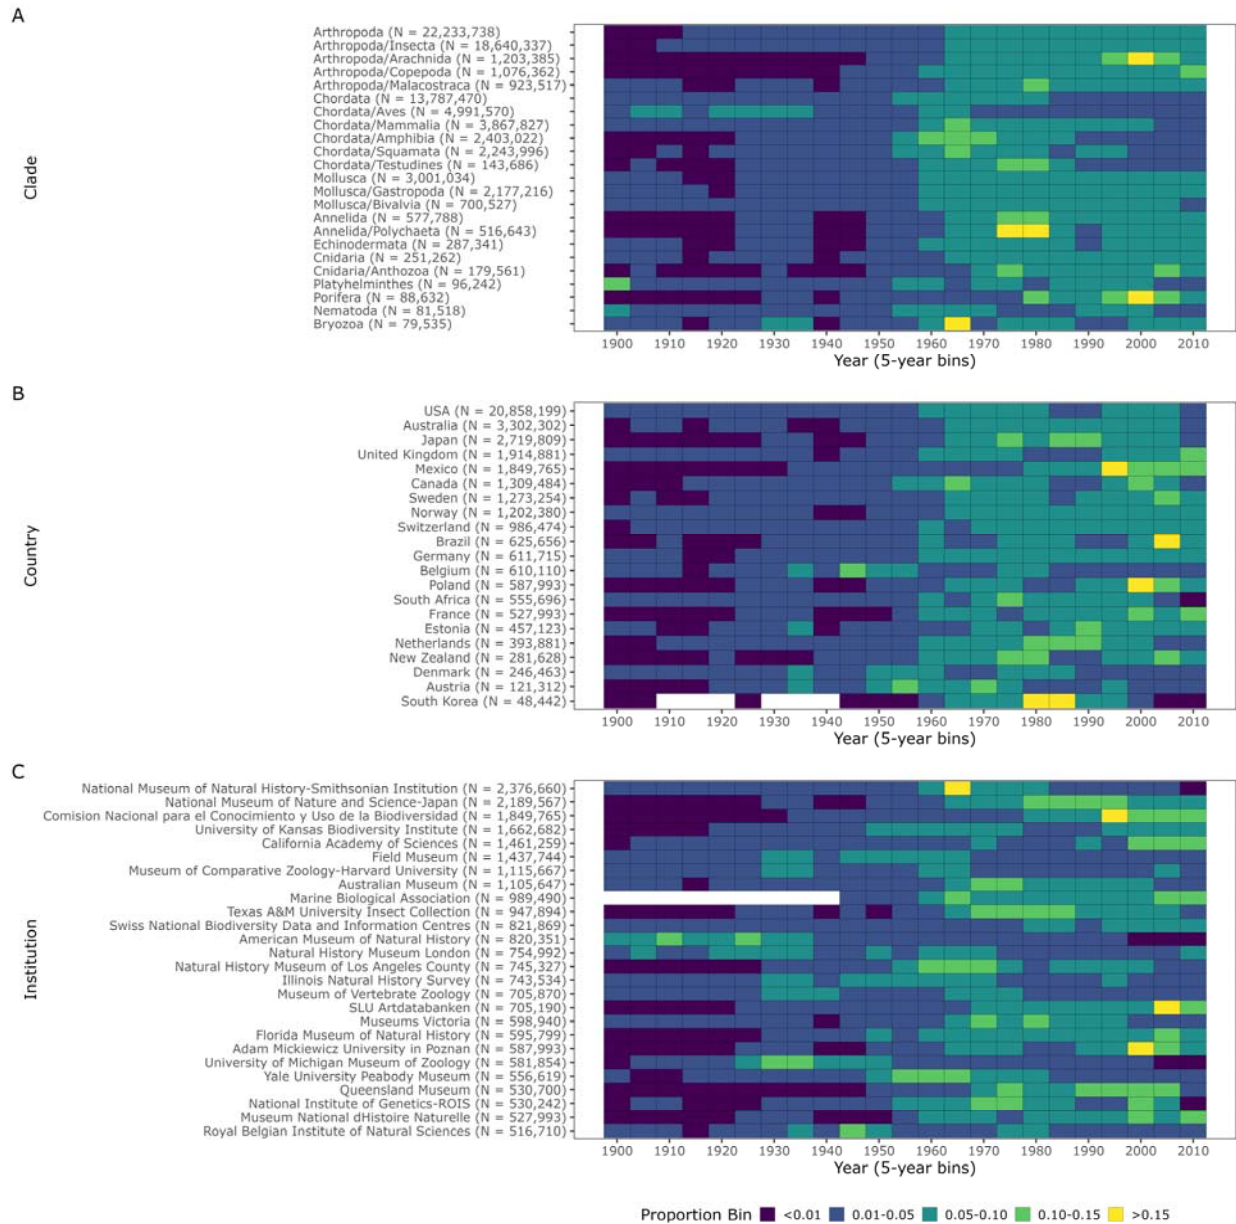 A
Clade
Arthropoda (N = 22,233,738)
Arthropoda/Insecta (N = 18,640,337)
Arthropoda/Arachnida (N = 1,203,385)
Arthropoda/Copepoda (N = 1,076,362)
Arthropoda/Malacostraca (N = 923,517)
Chordata (N = 13,787,470)
Chordata/Aves (N = 4,991,570)
Chordata/Mammalia (N = 3,867,827)
Chordata/Amphibia (N = 2,403,022)
Chordata/Squamata (N = 2,243,996)
Chordata/Testudines (N = 143,686)
Mollusca (N = 3,001,034)
Mollusca/Gastropoda (N = 2,177,216)
Mollusca/Bivalvia (N = 700,527)
Annelida (N = 577,788)
Annelida/Polychaeta (N = 516,643)
Echinodermata (N = 287,341)
Cnidaria (N = 251,262)
Cnidaria/Anthozoa (N = 179,561)
Platyhelminthes (N = 96,242)
Porifera (N = 88,632)
Nematoda (N = 81,518)
Bryozoa (N = 79,535)
1900 1910 1920 1930 1940 1950 1960 1970 1980 1990 2000 2010
Year (5-year bins)
B
Country
USA (N = 20,858,199)
Australia (N = 3,302,302)
Japan (N = 2,719,809)
United Kingdom (N = 1,914,881)
Mexico (N = 1,849,765)
Canada (N = 1,309,484)
Sweden (N = 1,273,254)
Norway (N = 1,202,380)
Switzerland (N = 986,474)
Brazil (N = 625,656)
Germany (N = 611,715)
Belgium (N = 610,110)
Poland (N = 587,993)
South Africa (N = 555,696)
France (N = 527,993)
Estonia (N = 457,123)
Netherlands (N = 393,881)
New Zealand (N = 281,628)
Denmark (N = 246,463)
Austria (N = 121,312)
South Korea (N = 48,442)
1900 1910 1920 1930 1940 1950 1960 1970 1980 1990 2000 2010
Year (5-year bins)
C
Institution
National Museum of Natural History-Smithsonian Institution (N = 2,376,660)
National Museum of Nature and Science-Japan (N = 2,189,567)
Comision Nacional para el Conocimiento y Uso de la Biodiversidad (N = 1,849,765)
University of Kansas Biodiversity Institute (N = 1,662,682)
California Academy of Sciences (N = 1,461,259)
Field Museum (N = 1,437,744)
Museum of Comparative Zoology-Harvard University (N = 1,115,667)
Australian Museum (N = 1,105,647)
Marine Biological Association (N = 989,490)
Texas A&M University Insect Collection (N = 947,894)
Swiss National Biodiversity Data and Information Centres (N = 821,869)
American Museum of Natural History (N = 820,351)
Natural History Museum London (N = 754,992)
Natural History Museum of Los Angeles County (N = 745,327)
Illinois Natural History Survey (N = 743,534)
Museum of Vertebrate Zoology (N = 705,870)
SLU Artdatabanken (N = 705,190)
Museums Victoria (N = 598,940)
Florida Museum of Natural History (N = 595,799)
Adam Mickiewicz University in Poznan (N = 587,993)
University of Michigan Museum of Zoology (N = 581,854)
Yale University Peabody Museum (N = 556,619)
Queensland Museum (N = 530,700)
National Institute of Genetics-ROIS (N = 530,242)
Museum National dHistoire Naturelle (N = 527,993)
Royal Belgian Institute of Natural Sciences (N = 516,710)
1900 1910 1920 1930 1940 1950 1960 1970 1980 1990 2000 2010
Year (5-year bins)
Proportion Bin <0.01 0.01-0.05 0.05-0.10 0.10-0.15 >0.15